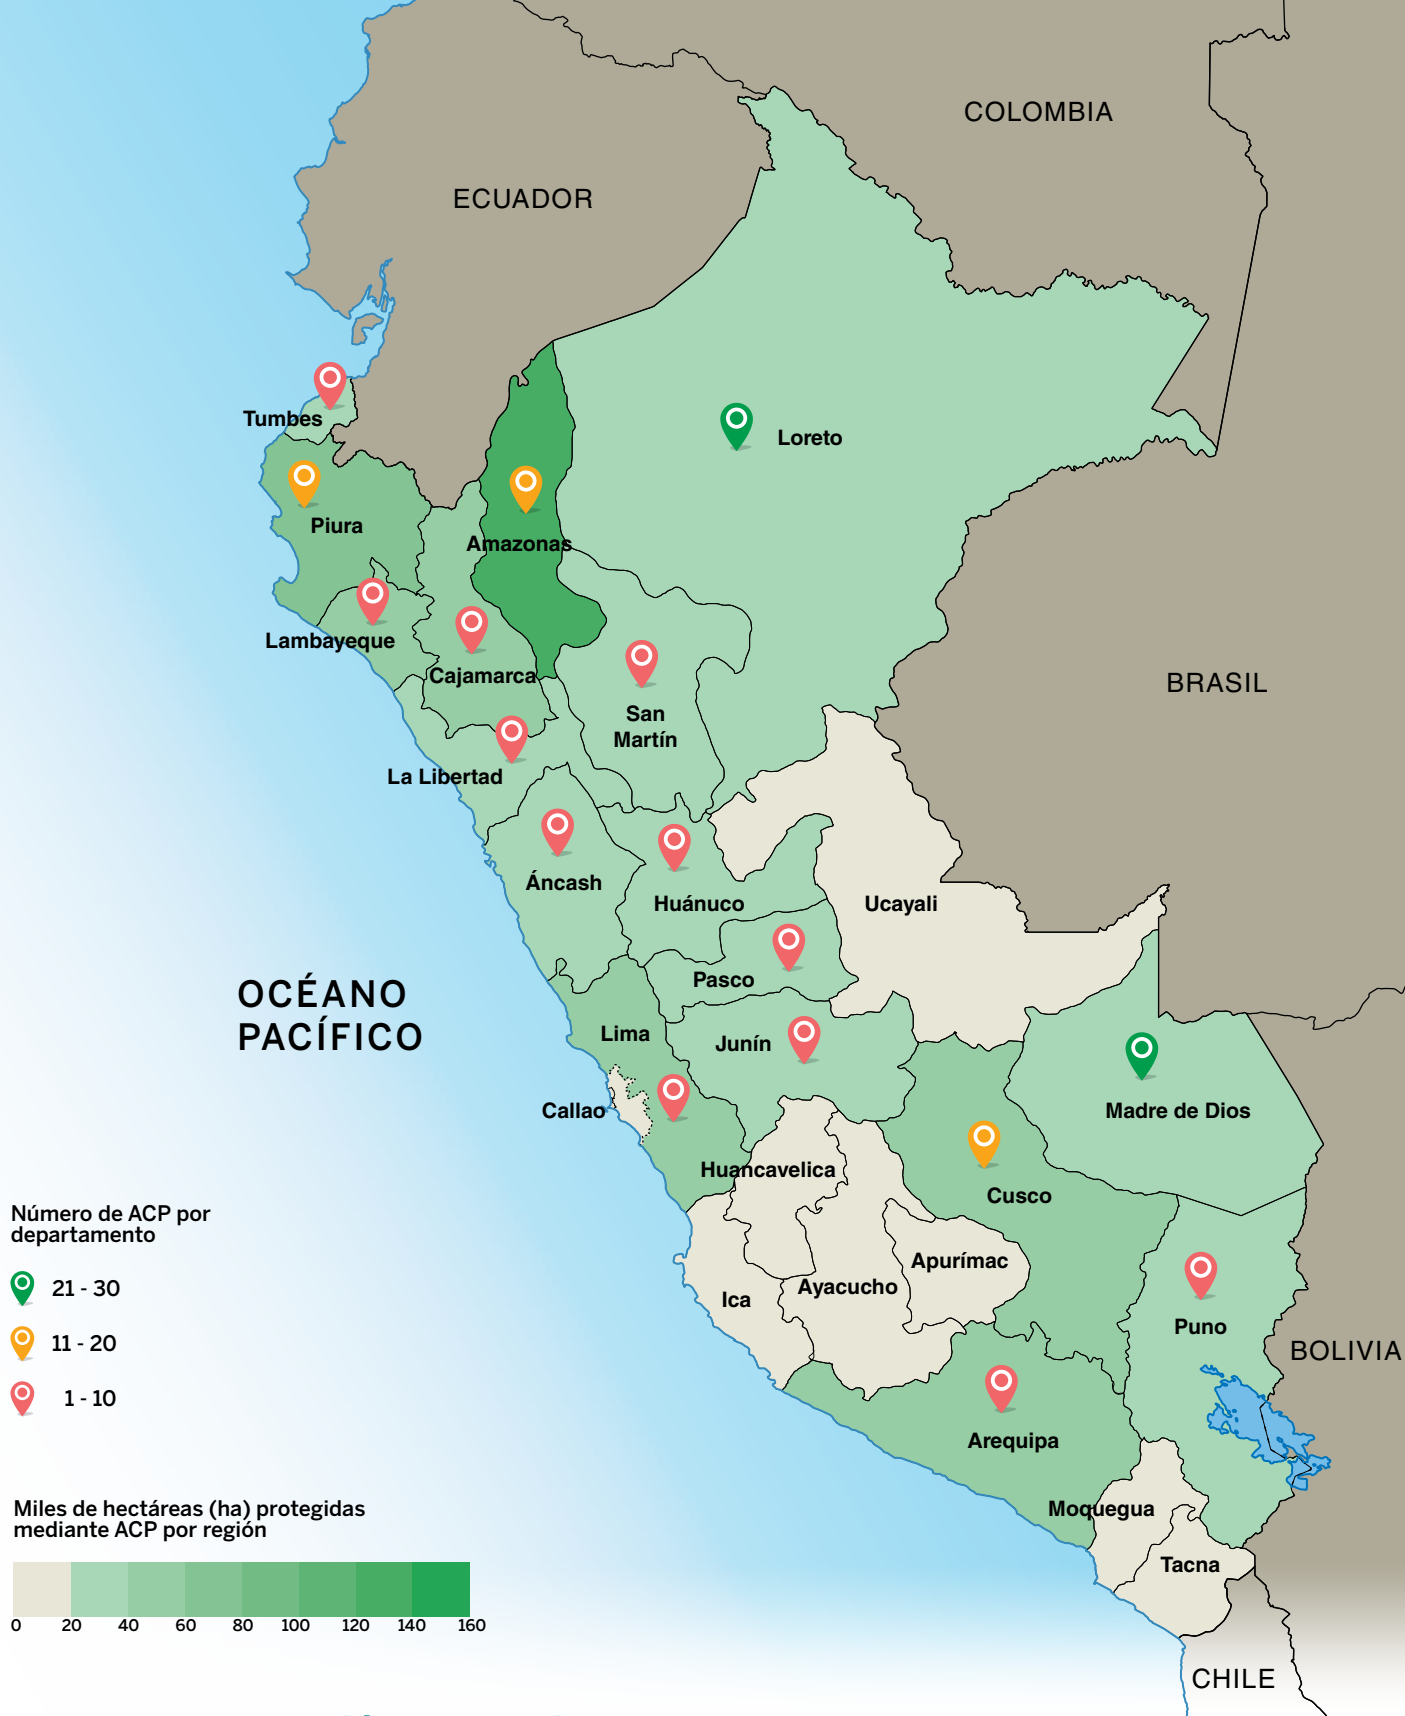 COLOMBIA
ECUADOR
Tumbes
Loreto
Piura
Amazonas
Lambayeque
Cajamarca
BRASIL
San
Martín
La Libertad
Áncash
Huánuco
Ucayali
Pasco
OCÉANO
PACÍFICO
Lima
Junín
Callao
Madre de Dios
Huancavelica
Cusco
Apurímac
Ayacucho
Ica
Puno
BOLIVIA
Arequipa
Moquegua
Tacna
CHILE
Número de ACP por
departamento
21 - 30
11 - 20
1 - 10
Miles de hectáreas (ha) protegidas
mediante ACP por región
0 20 40 60 80 100 120 140 160